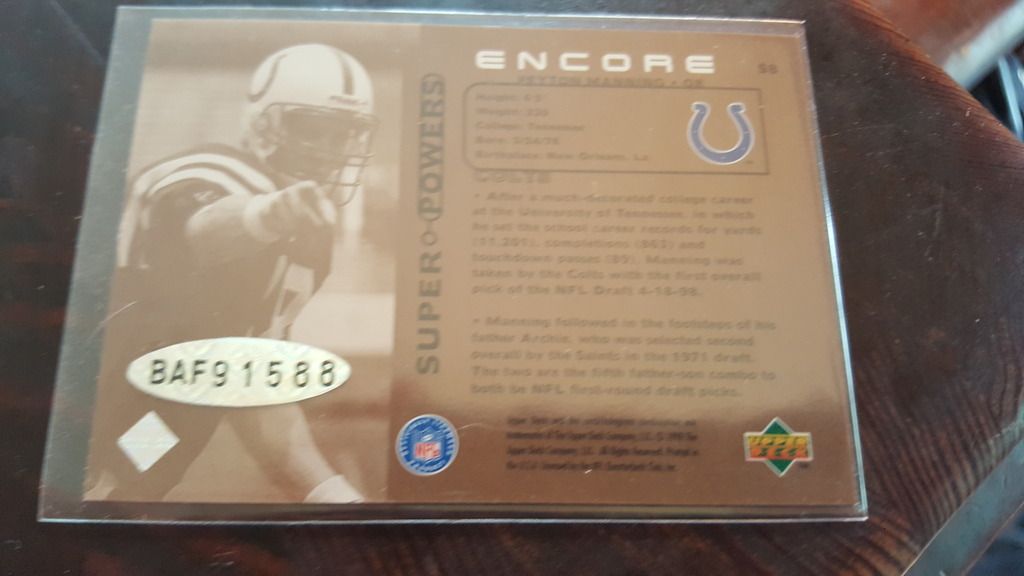 ENCORE
S8
PEYTON MANNING • QB
Height: 6-5
Weight: 230
College: Tennessee
Born: 3/24/76
Birthplace: New Orleans, La
COLTS
SUPER POWERS
• After a much-decorated college career
at the University of Tennessee, in which
he set the school career records for yards
(11,201), completions (863) and
touchdown passes (89), Manning was
taken by the Colts with the first overall
pick of the NFL Draft 4-18-98.
• Manning followed in the footsteps of his
father Archie, who was selected second
overall by the Saints in the 1971 draft.
The two are the fifth father-son combo to
both be NFL first-round draft picks.
BAF91588
NFL
UPPER
DECK